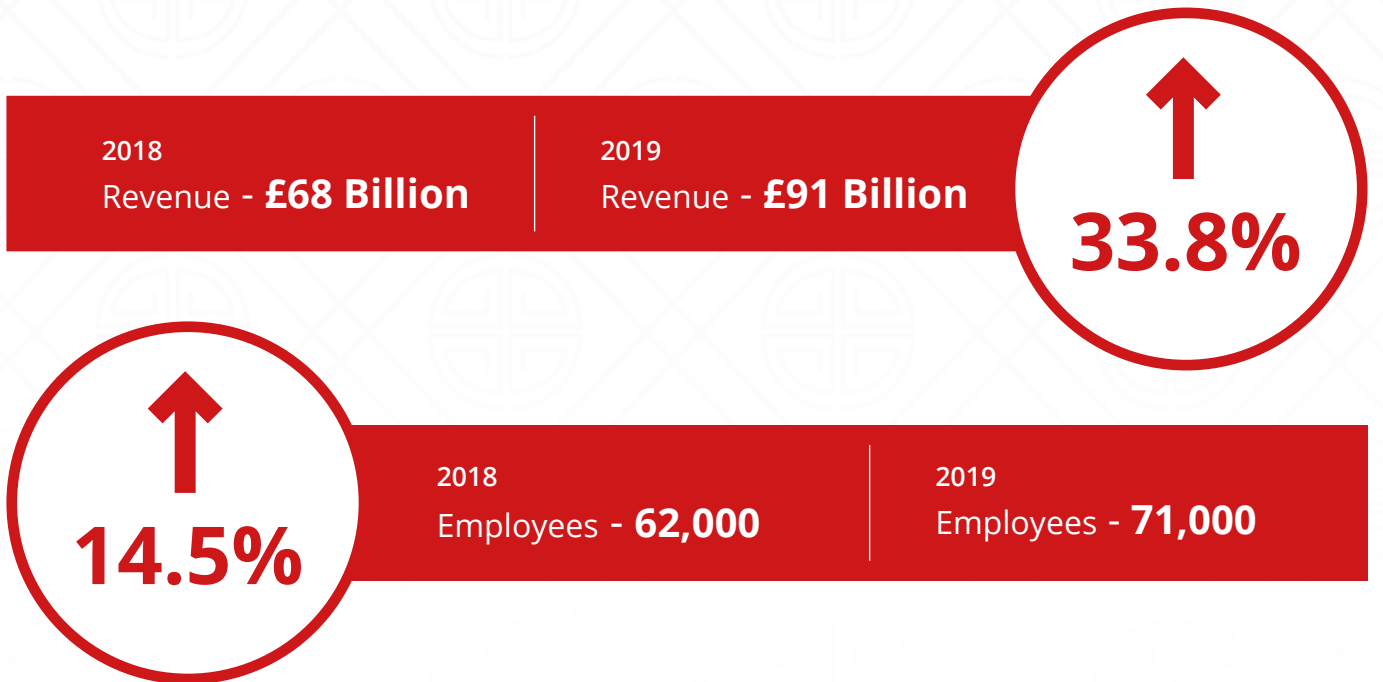 2018
Revenue - £68 Billion
2019
Revenue - £91 Billion
33.8%
14.5%
2018
Employees - 62,000
2019
Employees - 71,000